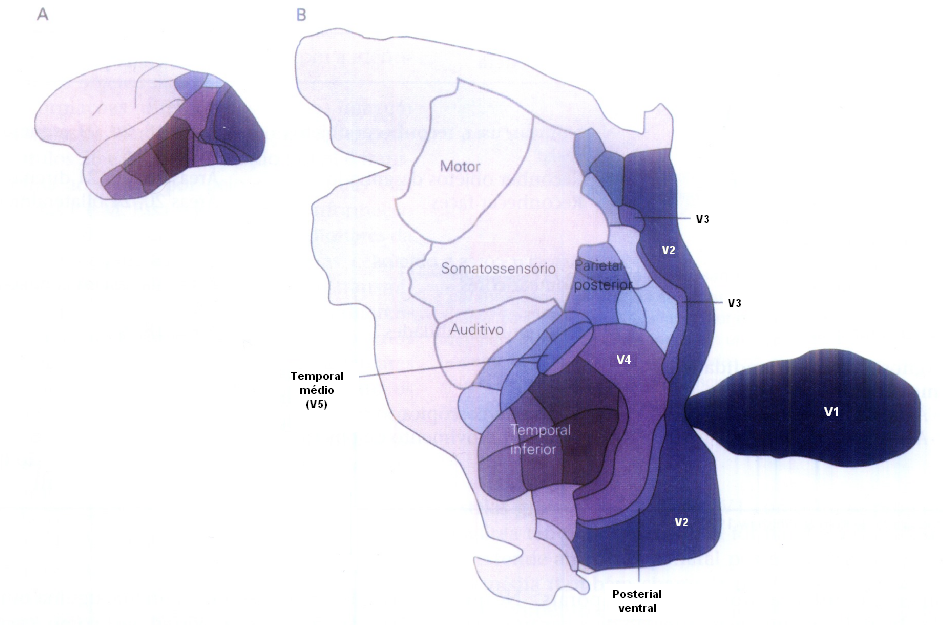 A
B
Motor
V3
V2
Somatossensório
Parietal
posterior
V3
Auditivo
V4
Temporal
médio
(V5)
V1
Temporal
inferior
V2
Posterial
ventral